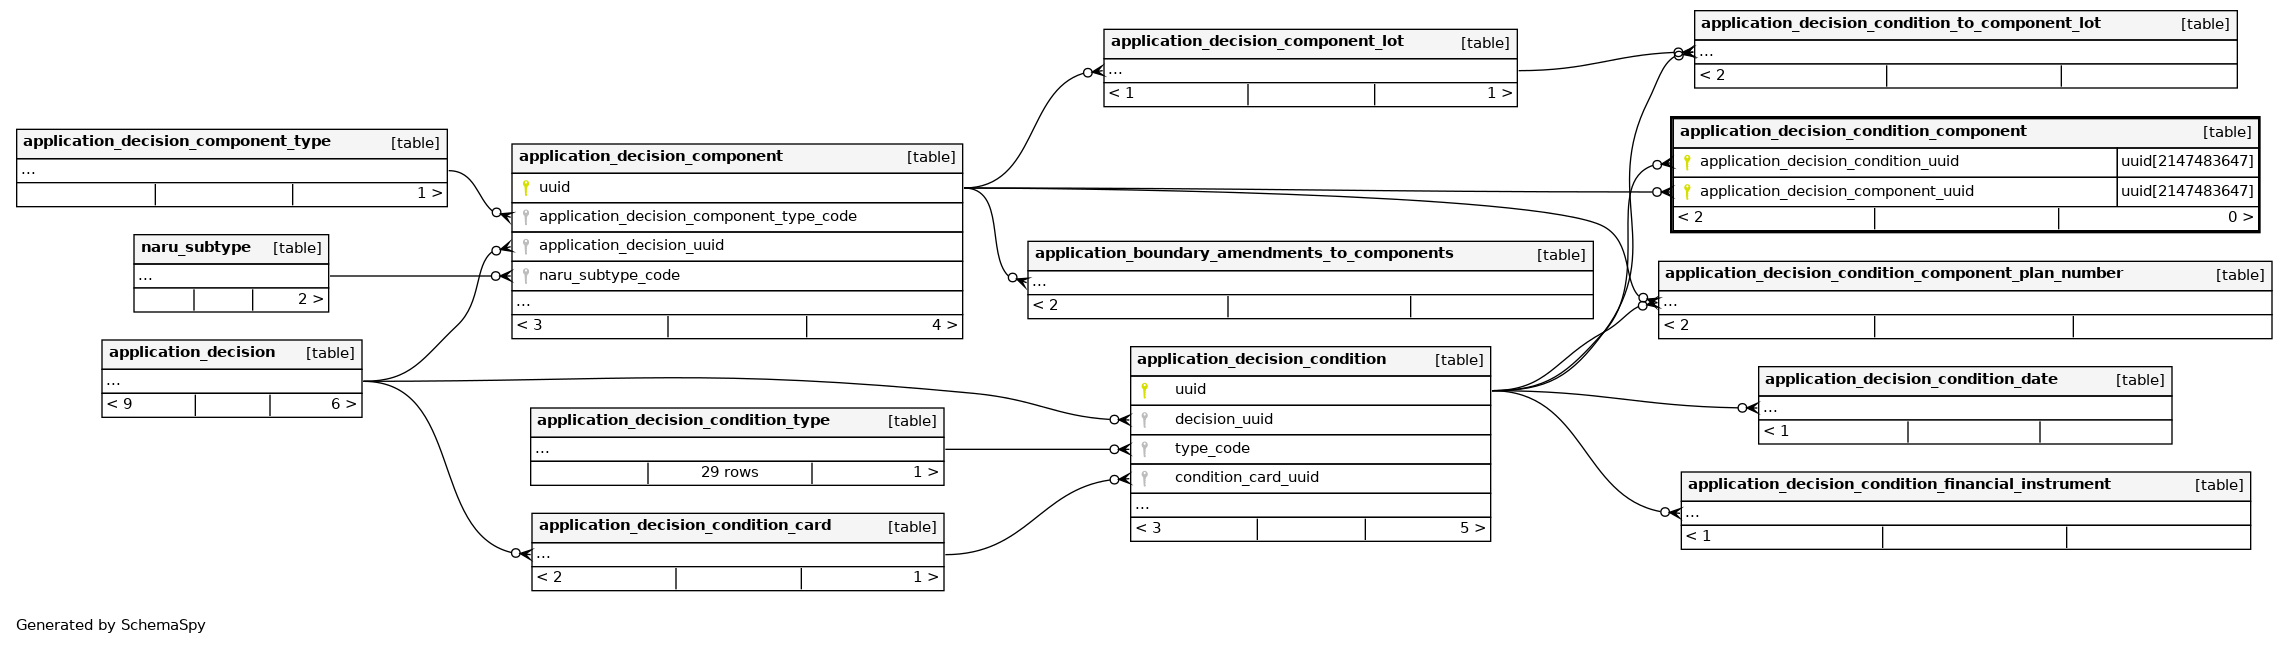 application_decision_component_type [table]
...
1 >
naru_subtype [table]
...
2 >
application_decision [table]
...
< 9 6 >
application_decision_component [table]
uuid
application_decision_component_type_code
application_decision_uuid
naru_subtype_code
...
< 3 4 >
application_decision_condition_type [table]
...
29 rows 1 >
application_decision_condition_card [table]
...
< 2 1 >
application_decision_component_lot [table]
...
< 1 1 >
application_boundary_amendments_to_components [table]
...
< 2
application_decision_condition [table]
uuid
decision_uuid
type_code
condition_card_uuid
...
< 3 5 >
application_decision_condition_to_component_lot [table]
...
< 2
application_decision_condition_component [table]
application_decision_condition_uuid uuid[2147483647]
application_decision_component_uuid uuid[2147483647]
< 2 0 >
application_decision_condition_component_plan_number [table]
...
< 2
application_decision_condition_date [table]
...
< 1
application_decision_condition_financial_instrument [table]
...
< 1
Generated by SchemaSpy